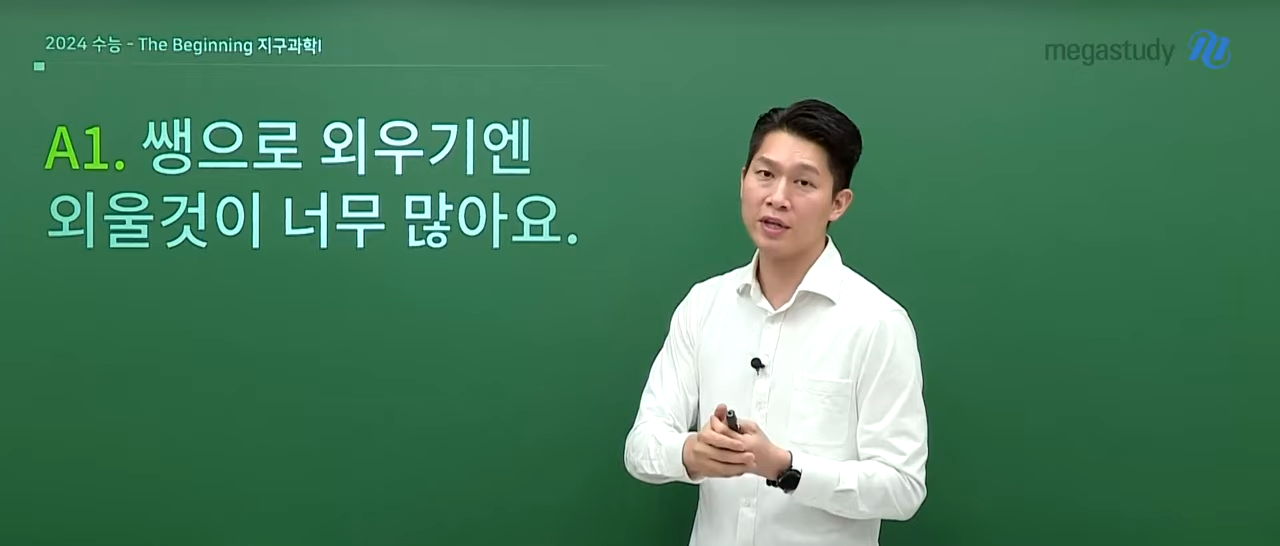 2024 수능 - The Beginning 지구과학I
megastudy
A1. 쌩으로 외우기엔
외울것이 너무 많아요.